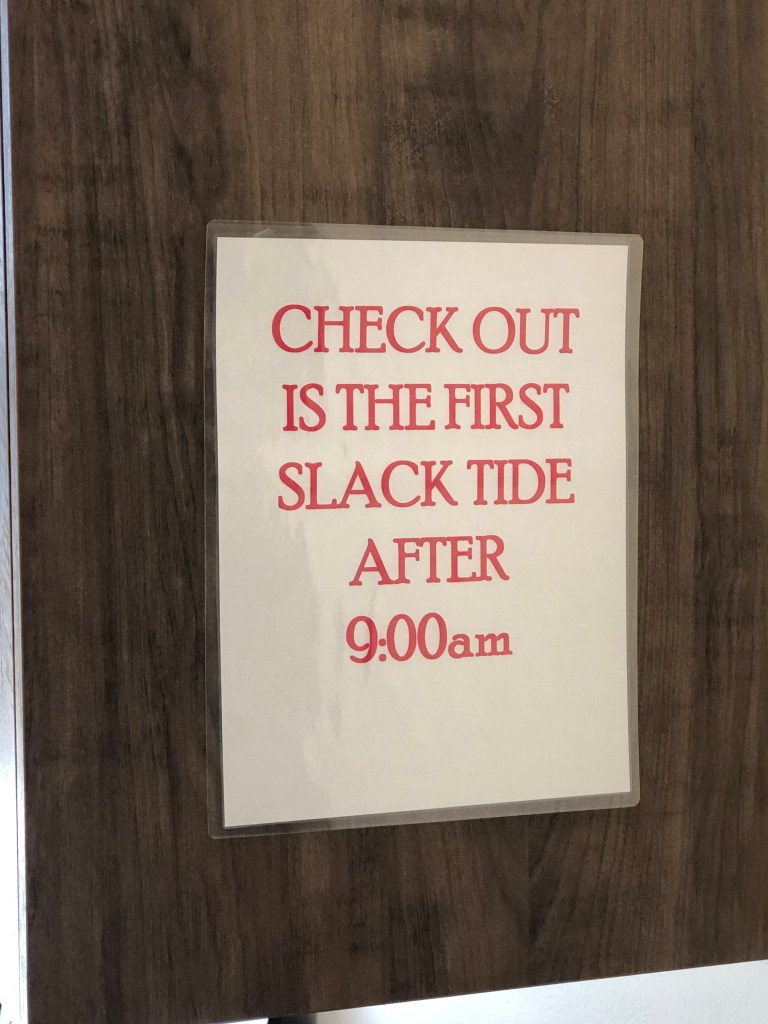 CHECK OUT
IS THE FIRST
SLACK TIDE
AFTER
9:00am